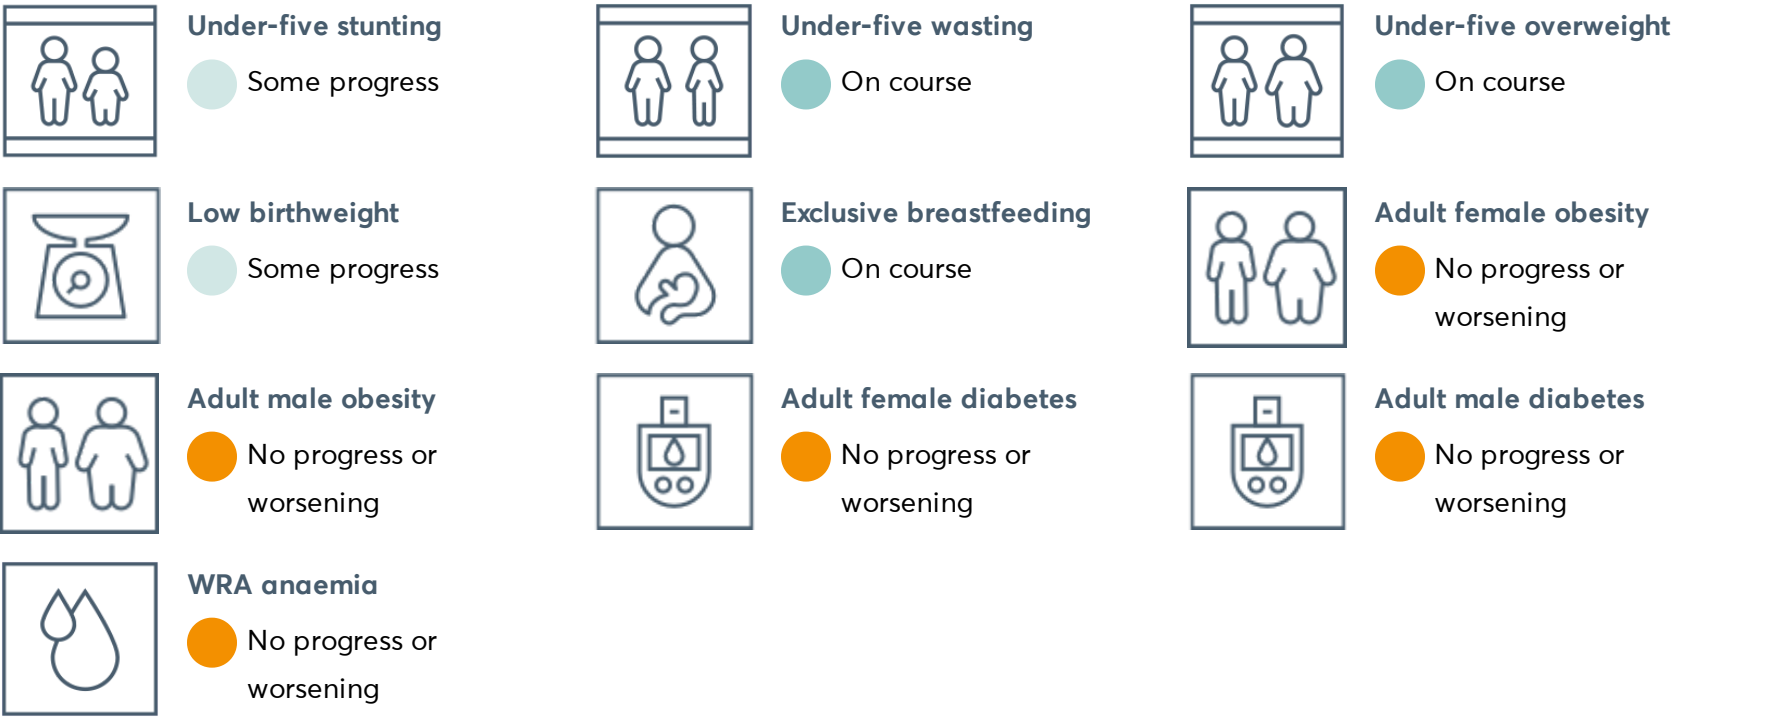 Under-five stunting
Some progress
Under-five wasting
On course
Under-five overweight
On course
Low birthweight
Some progress
Exclusive breastfeeding
On course
Adult female obesity
No progress or
worsening
Adult male obesity
No progress or
worsening
Adult female diabetes
No progress or
worsening
Adult male diabetes
No progress or
worsening
WRA anaemia
No progress or
worsening